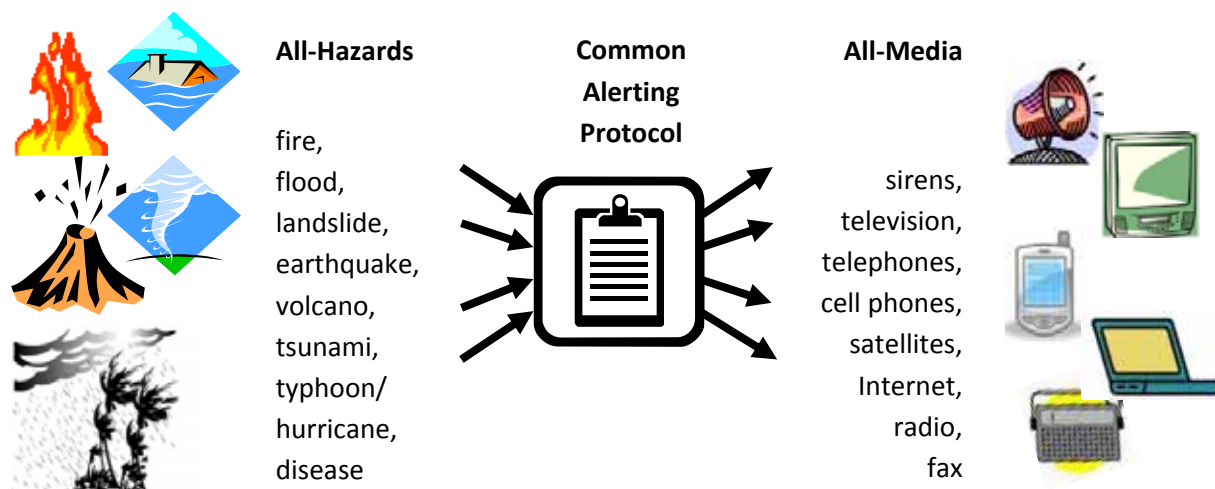 All-Hazards
fire,
flood,
landslide,
earthquake,
volcano,
tsunami,
typhoon/
hurricane,
disease
Common
Alerting
Protocol
All-Media
sirens,
television,
telephones,
cell phones,
satellites,
Internet,
radio,
fax